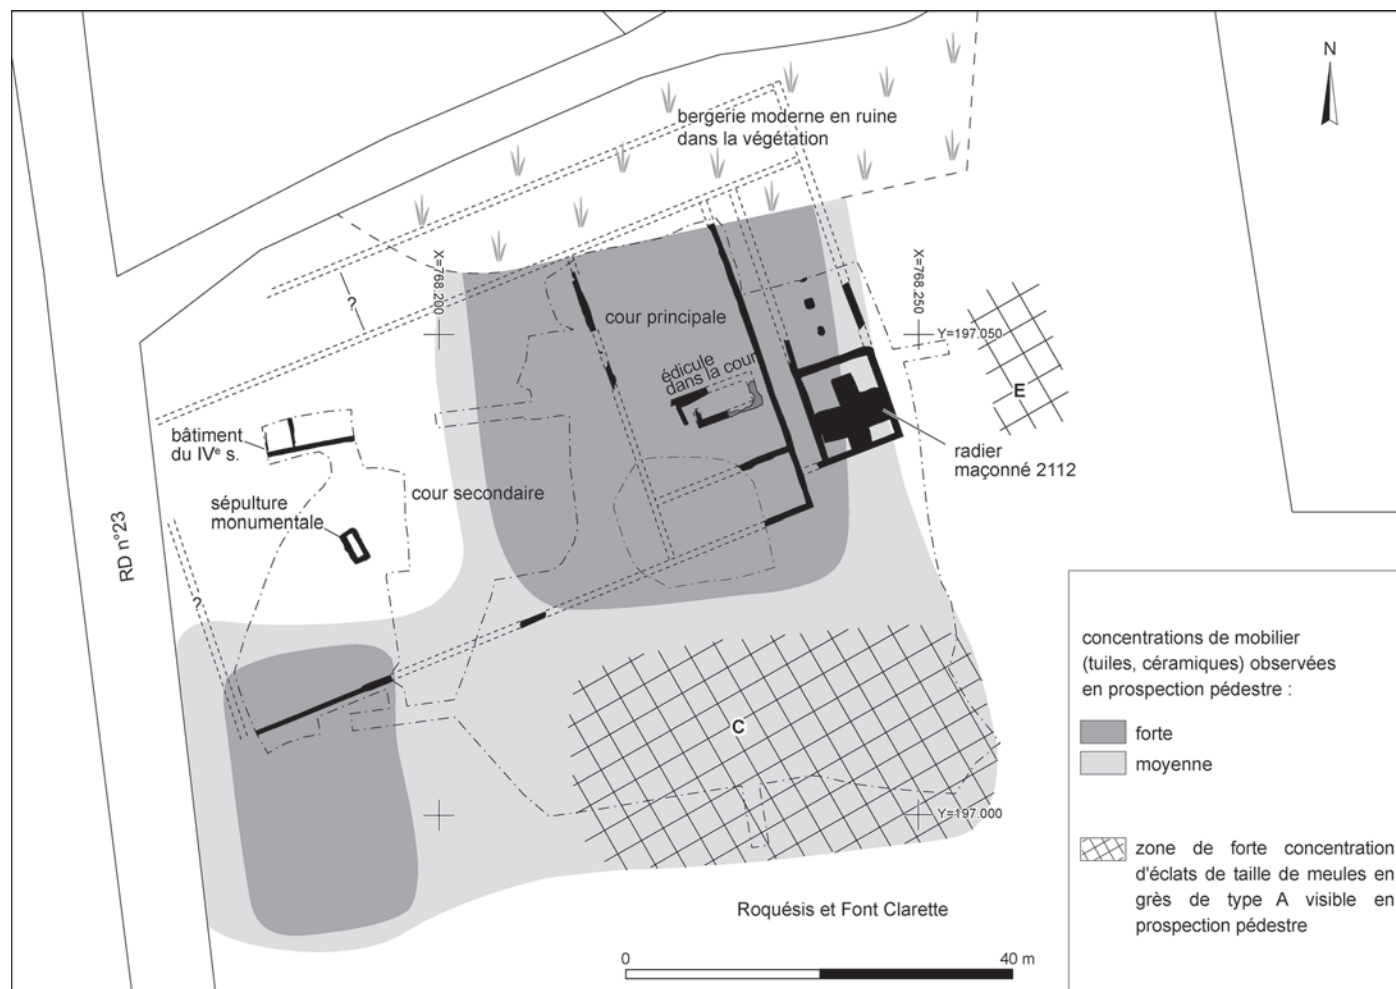 N
bergerie moderne en ruine
dans la végétation
X=768.200
X=768.250
?
cour principale
Y=197.050
édicule
dans la cour
E
bâtiment
du IVe s.
radier
maçonné 2112
cour secondaire
sépulture
monumentale
RD n°23
?
concentrations de mobilier
(tuiles, céramiques) observées
en prospection pédestre :
forte
moyenne
C
Y=197.000
zone de forte concentration
d'éclats de taille de meules en
grès de type A visible en
prospection pédestre
Roquésis et Font Clarette
0 40 m